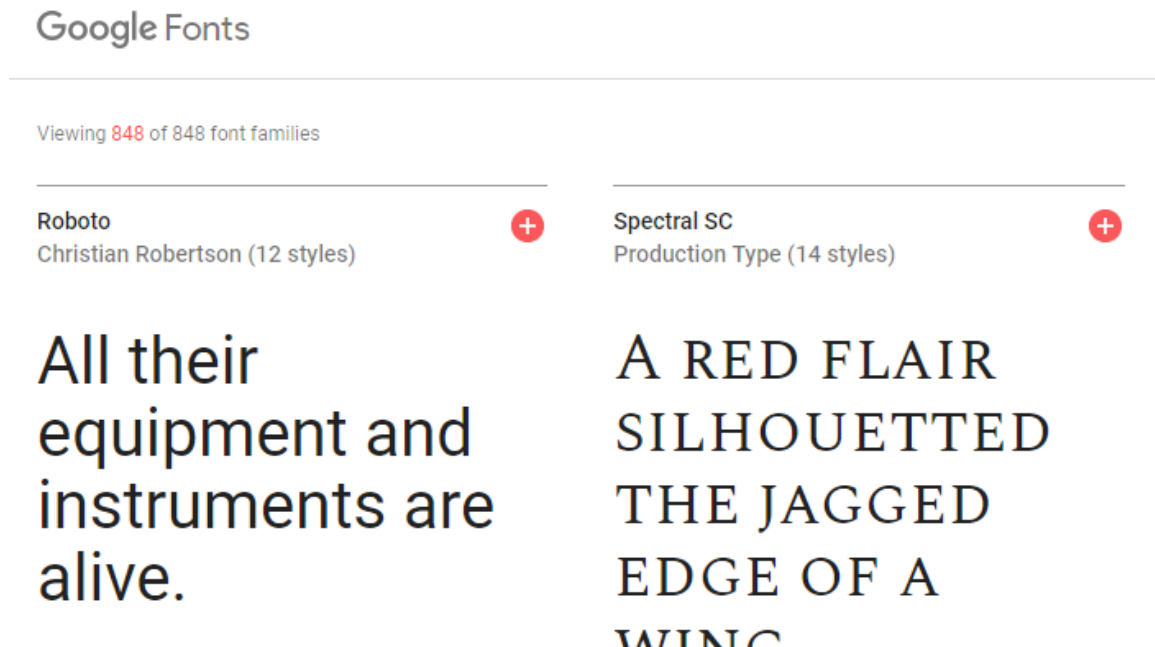 Google Fonts
Viewing 848 of 848 font families
Roboto
Christian Robertson (12 styles)
All their
equipment and
instruments are
alive.
Spectral SC
Production Type (14 styles)
A RED FLAIR
SILHOUETTED
THE JAGGED
EDGE OF A
WING